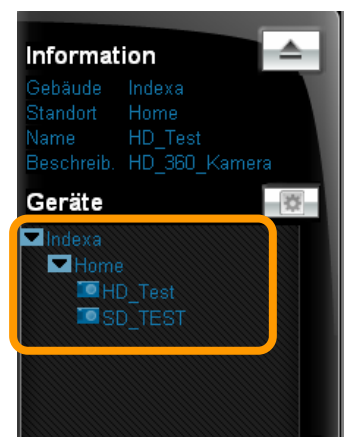 Information
Gebäude Indexa
Standort Home
Name HD_Test
Beschreib. HD_360_Kamera
Geräte
Indexa
Home
HD_Test
SD_TEST